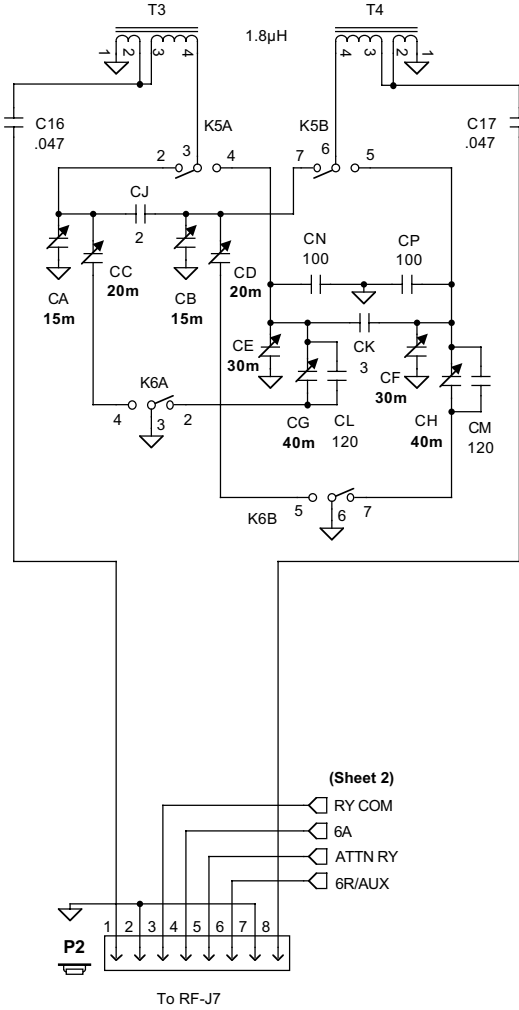 T3
T4
1.8µH
1
2
3
4
4
3
2
1
C16
.047
C17
.047
K5A
K5B
2
3
4
7
6
5
CJ
2
CN
100
CP
100
CC
20m
CD
20m
CA
15m
CB
15m
CE
30m
CK
3
CF
30m
K6A
4
3
2
CG
40m
CL
120
CH
40m
CM
120
K6B
5
6
7
(Sheet 2)
RY COM
6A
ATTN RY
6R/AUX
1 2 3 4 5 6 7 8
P2
To RF-J7